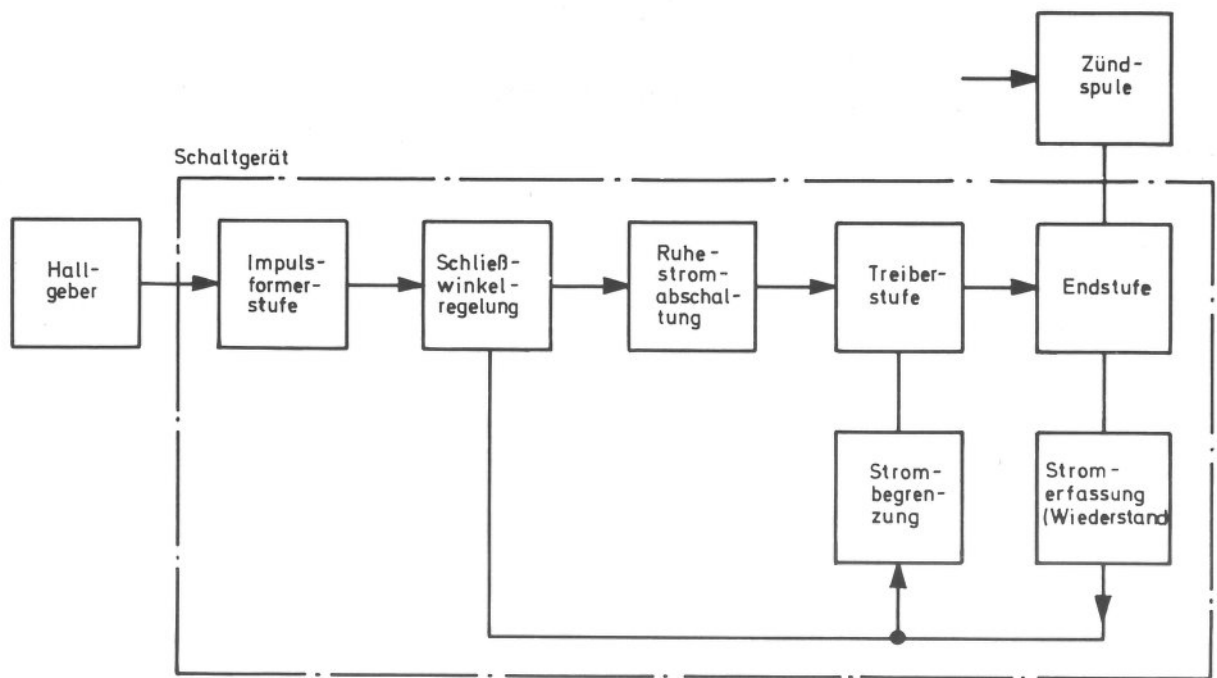 Zünd-
spule
Schaltgerät
Hall-
geber
Impuls-
former-
stufe
Schließ-
winkel-
regelung
Ruhe-
strom-
abschal-
tung
Treiber-
stufe
Endstufe
Strom-
begren-
zung
Strom-
erfassung
(Wiederstand